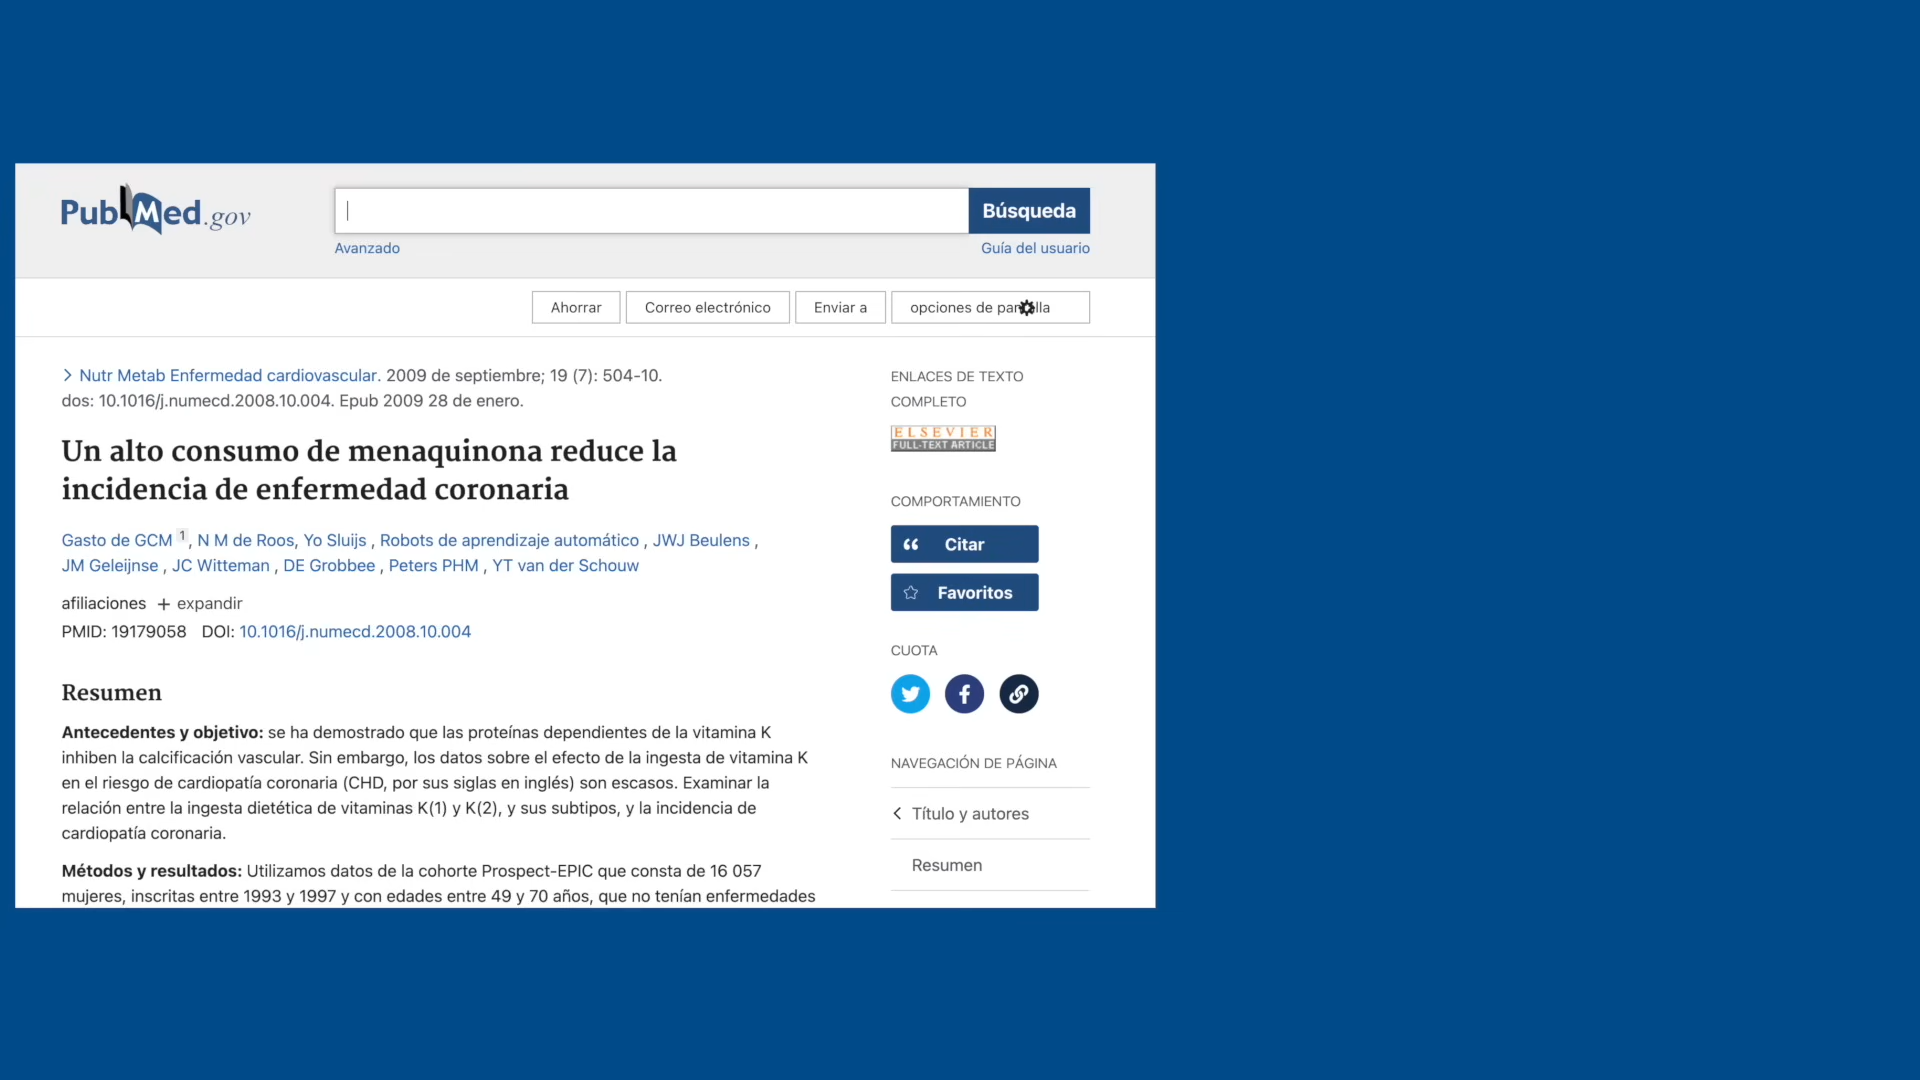 PubMed.gov
Búsqueda
Avanzado
Guía del usuario
Ahorrar
Correo electrónico
Enviar a
opciones de pantalla
Nutr Metab Enfermedad cardiovascular. 2009 de septiembre; 19 (7): 504-10.
dos: 10.1016/j.numecd.2008.10.004. Epub 2009 28 de enero.
Un alto consumo de menaquinona reduce la
incidencia de enfermedad coronaria
Gasto de GCM 1, N M de Roos, Yo Sluijs , Robots de aprendizaje automático , JWJ Beulens ,
JM Geleijnse , JC Witteman , DE Grobbee , Peters PHM , YT van der Schouw
afiliaciones + expandir
PMID: 19179058 DOI: 10.1016/j.numecd.2008.10.004
Resumen
Antecedentes y objetivo: se ha demostrado que las proteínas dependientes de la vitamina K
inhiben la calcificación vascular. Sin embargo, los datos sobre el efecto de la ingesta de vitamina K
en el riesgo de cardiopatía coronaria (CHD, por sus siglas en inglés) son escasos. Examinar la
relación entre la ingesta dietética de vitaminas K(1) y K(2), y sus subtipos, y la incidencia de
cardiopatía coronaria.
Métodos y resultados: Utilizamos datos de la cohorte Prospect-EPIC que consta de 16 057
mujeres, inscritas entre 1993 y 1997 y con edades entre 49 y 70 años, que no tenían enfermedades
ENLACES DE TEXTO
COMPLETO
ELSEVIER
FULL-TEXT ARTICLE
COMPORTAMIENTO
Citar
Favoritos
CUOTA
NAVEGACIÓN DE PÁGINA
Título y autores
Resumen